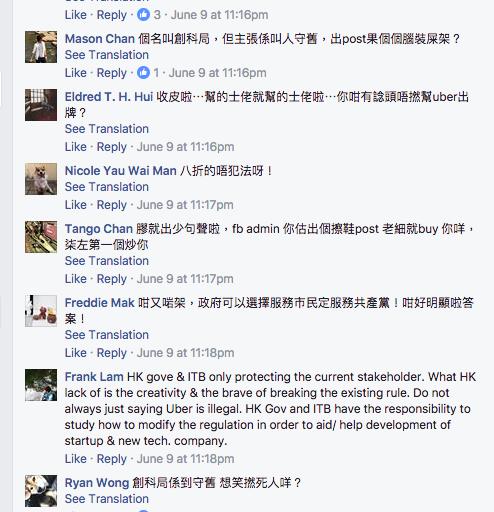 See Translation
Like · Reply · 3 · June 9 at 11:16pm
Mason Chan 個名叫創科局，但主張係叫人守舊，出post果個個腦裝屎架？
See Translation
Like · Reply · 1 · June 9 at 11:16pm
Eldred T. H. Hui 收皮啦⋯幫的士佬就幫的士佬啦⋯你咁有諗頭唔撚幫uber出
牌？
See Translation
Like · Reply · June 9 at 11:16pm
Nicole Yau Wai Man 八折的唔犯法呀！
See Translation
Like · Reply · June 9 at 11:17pm
Tango Chan 膠就出少句聲啦，fb admin 你估出個擦鞋post 老細就buy 你咩，
柒左第一個炒你
See Translation
Like · Reply · June 9 at 11:17pm
Freddie Mak 咁又啱架，政府可以選擇服務市民定服務共產黨！咁好明顯啦答
案！
See Translation
Like · Reply · June 9 at 11:18pm
Frank Lam HK gove & ITB only protecting the current stakeholder. What HK
lack of is the creativity & the brave of breaking the existing rule. Do not
always just saying Uber is illegal. HK Gov and ITB have the responsibility to
study how to modify the regulation in order to aid/ help development of
startup & new tech. company.
Like · Reply · June 9 at 11:18pm
Ryan Wong 創科局係到守舊 想笑撚死人咩？
See Translation